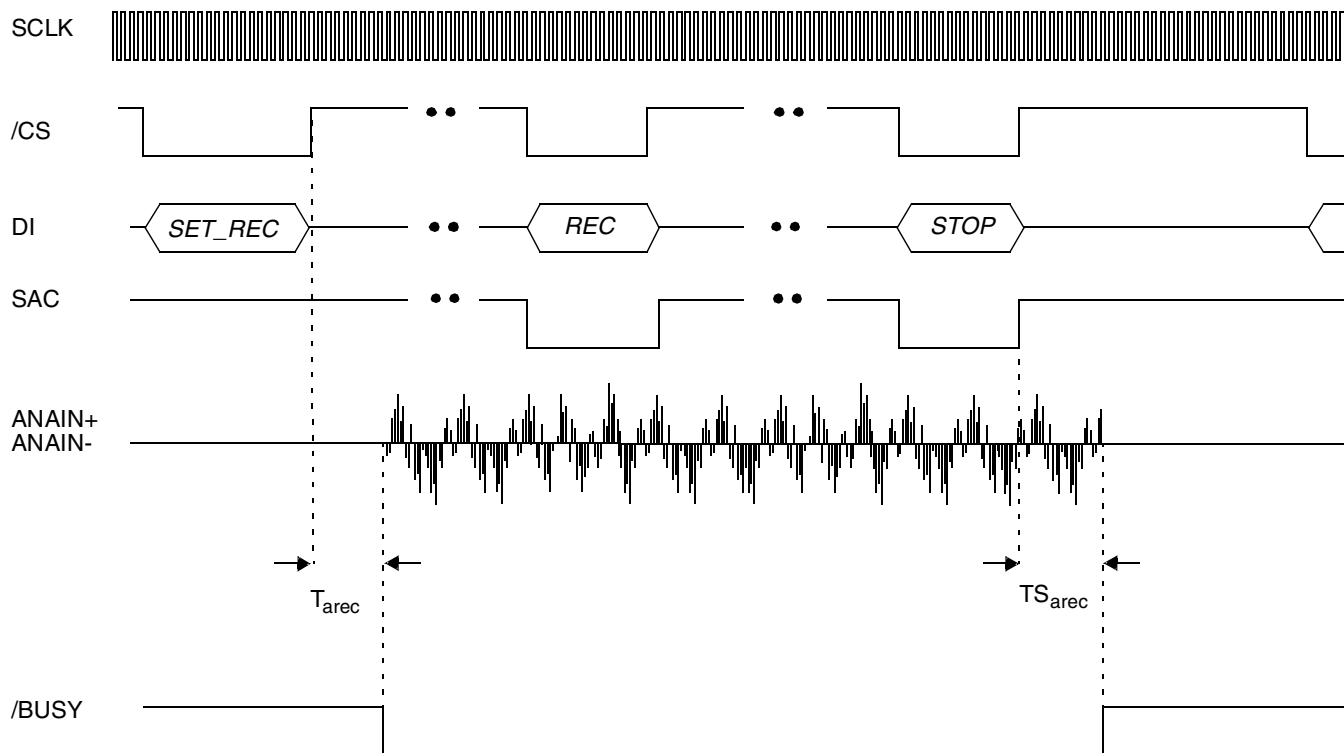 SCLK
/CS
DI SET_REC REC STOP
SAC
ANAIN+
ANAIN-
Tarec TSarec
/BUSY